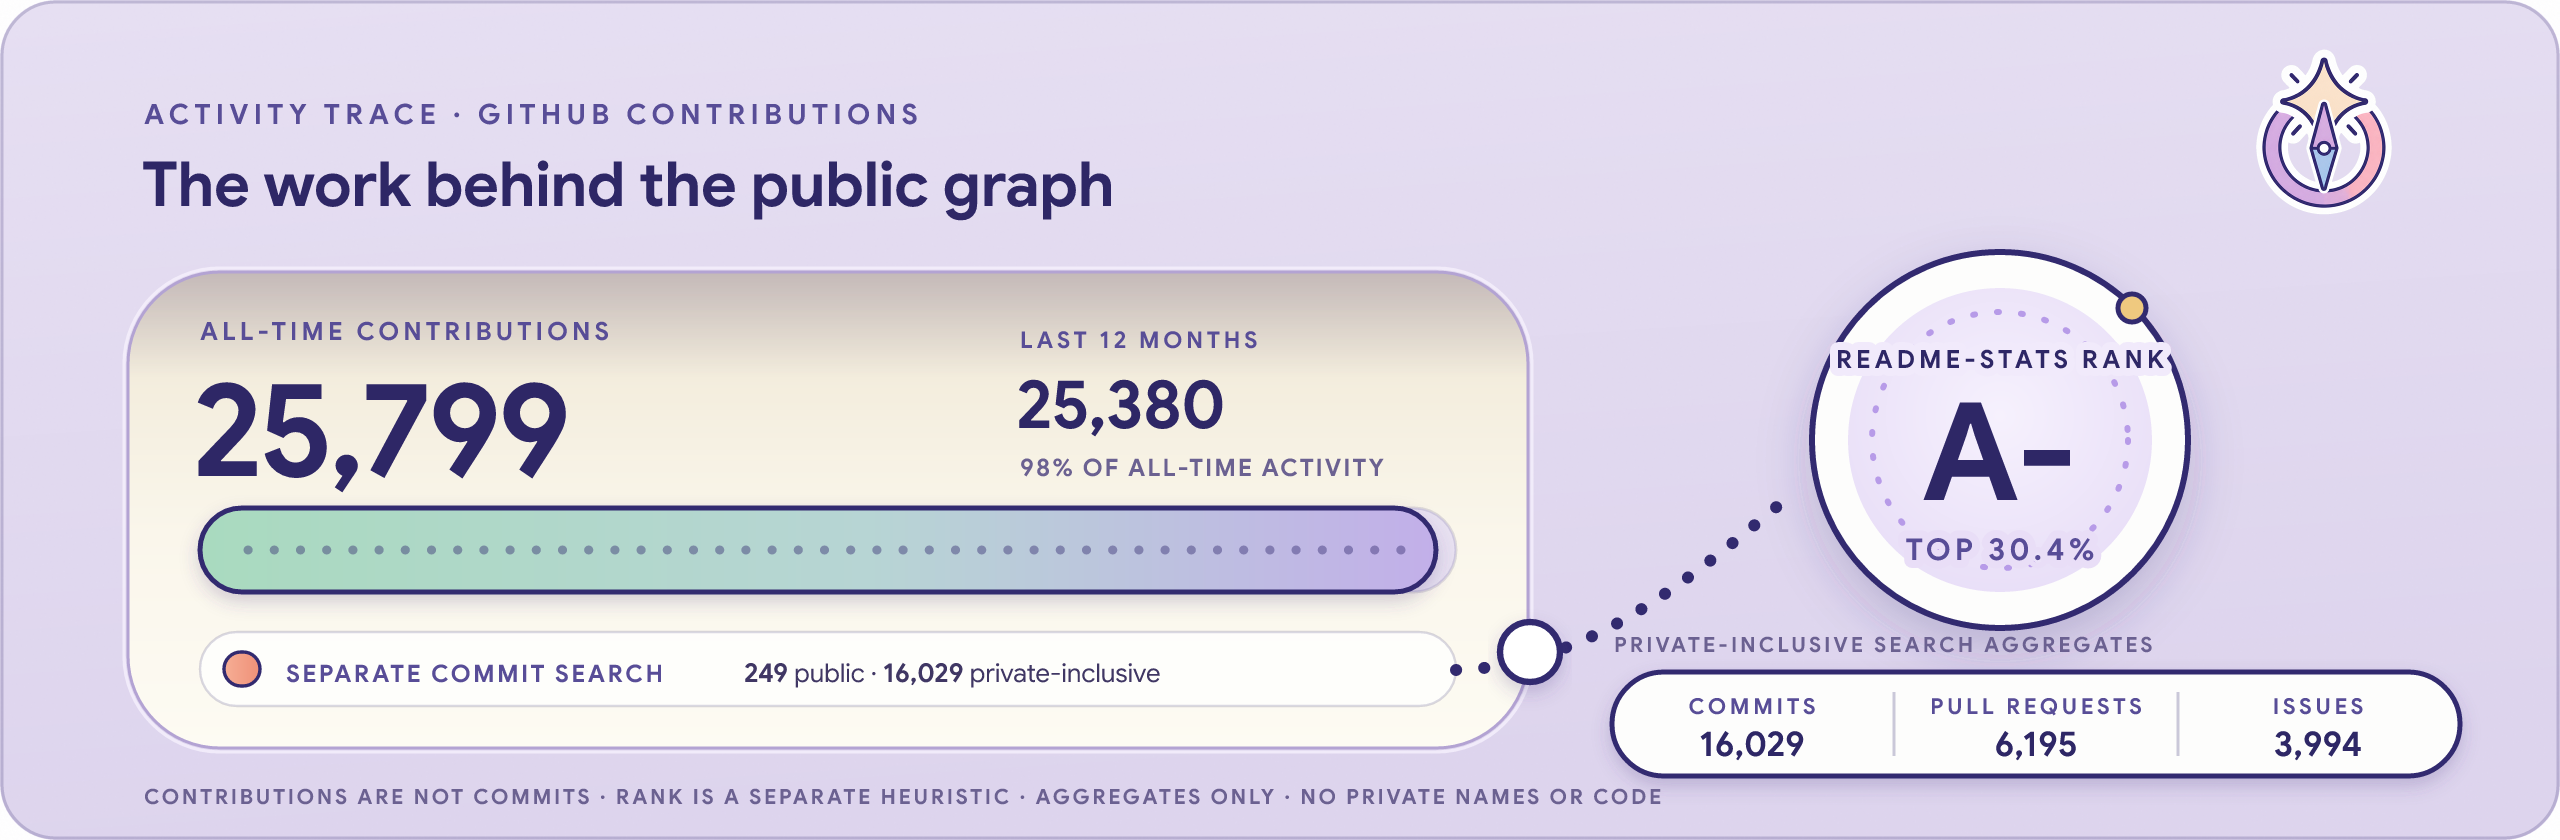 ACTIVITY TRACE · GITHUB CONTRIBUTIONS
The work behind the public graph
ALL-TIME CONTRIBUTIONS
25,799
LAST 12 MONTHS
25,380
98% OF ALL-TIME ACTIVITY
SEPARATE COMMIT SEARCH 249 public · 16,029 private-inclusive
README-STATS RANK
A-
TOP 30.4%
PRIVATE-INCLUSIVE SEARCH AGGREGATES
COMMITS PULL REQUESTS ISSUES
16,029 6,195 3,994
CONTRIBUTIONS ARE NOT COMMITS · RANK IS A SEPARATE HEURISTIC · AGGREGATES ONLY · NO PRIVATE NAMES OR CODE